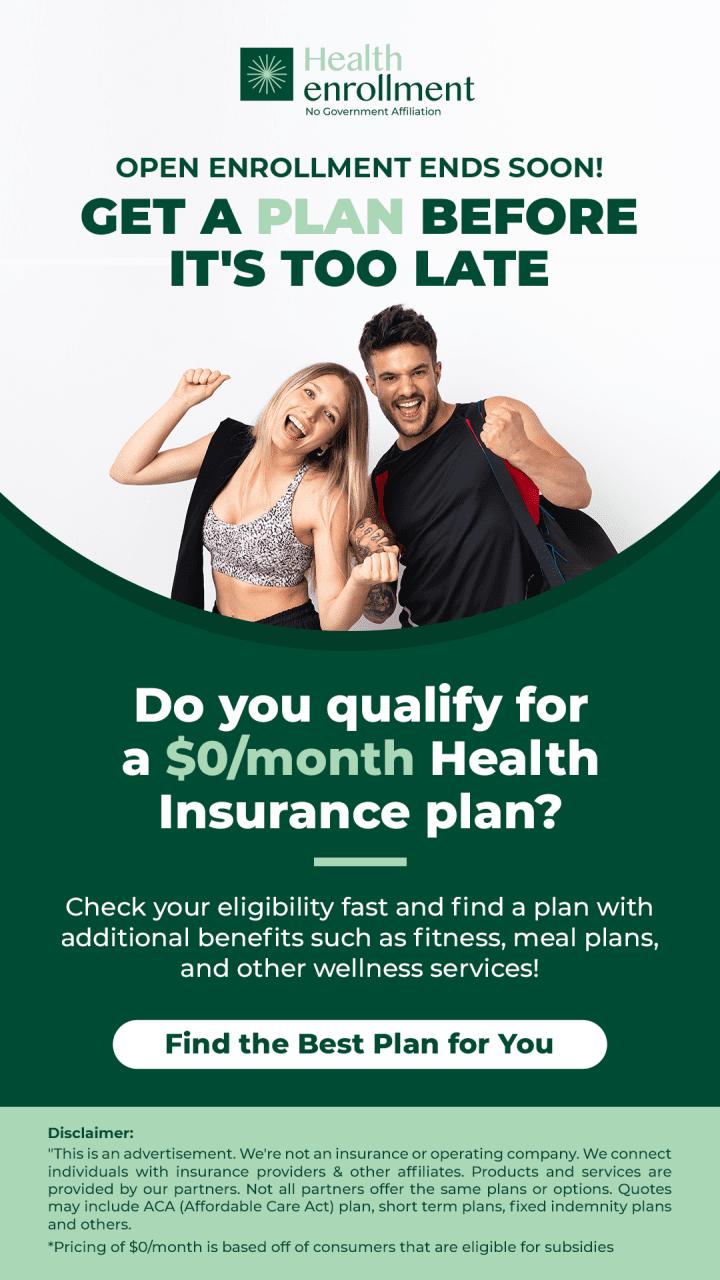 Health
enrollment
No Government Affiliation
OPEN ENROLLMENT ENDS SOON!
GET A PLAN BEFORE
IT'S TOO LATE
Do you qualify for
a $0/month Health
Insurance plan?
Check your eligibility fast and find a plan with
additional benefits such as fitness, meal plans,
and other wellness services!
Find the Best Plan for You
Disclaimer:
"This is an advertisement. We're not an insurance or operating company. We connect
individuals with insurance providers & other affiliates. Products and services are
provided by our partners. Not all partners offer the same plans or options. Quotes
may include ACA (Affordable Care Act) plan, short term plans, fixed indemnity plans
and others.
*Pricing of $0/month is based off of consumers that are eligible for subsidies